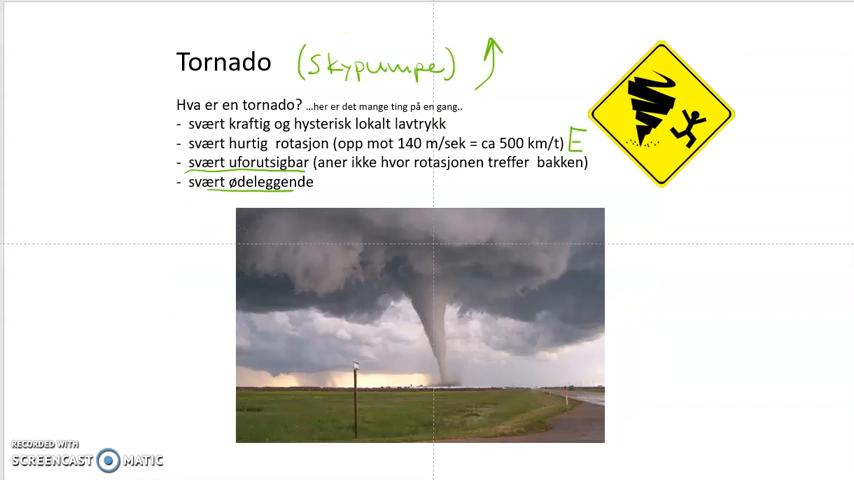 Tornado (skypumpe)
Hva er en tornado? ...her er det mange ting på en gang..
- svært kraftig og hysterisk lokalt lavtrykk
- svært hurtig rotasjon (opp mot 140 m/sek = ca 500 km/t) E
- svært uforutsigbar (aner ikke hvor rotasjonen treffer bakken)
- svært ødeleggende
RECORDED WITH
SCREENCAST MATIC